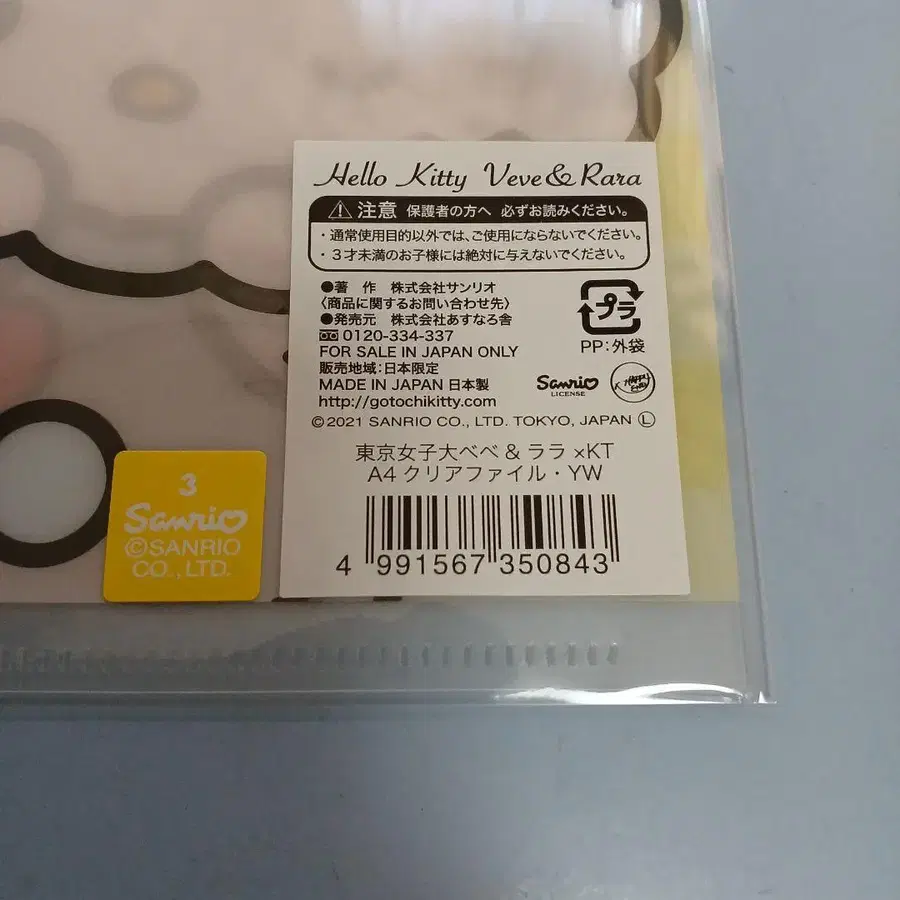 Hello Kitty Veve & Rara
注意 保護者の方へ 必ずお読みください。
・通常使用目的以外では、ご使用にならないでください。
・3才未満のお子様には絶対に与えないでください。
●著 作 株式会社サンリオ
〈商品に関するお問い合わせ先〉
●発売元 株式会社あすなろ舎
0120-334-337
FOR SALE IN JAPAN ONLY
販売地域:日本限定
MADE IN JAPAN 日本製
http://gotochikitty.com
プラ
PP:外袋
Sanrio
LICENSE
©2021 SANRIO CO., LTD. TOKYO, JAPAN Ⓛ
東京女子大べべ&ララ×KT
A4クリアファイル・YW
4 991567 350843
3
Sanrio
©SANRIO
CO., LTD.